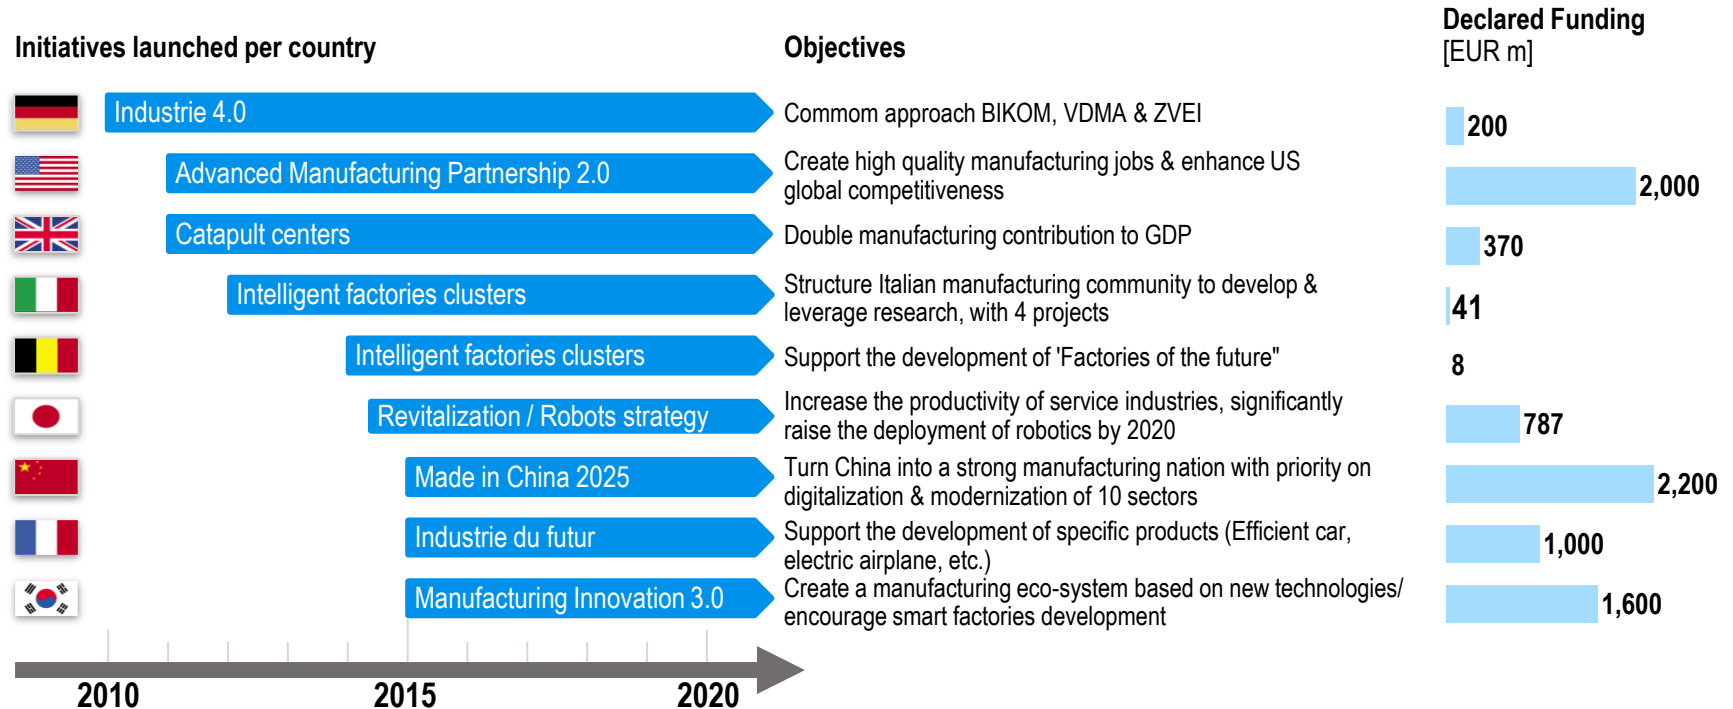 Initiatives launched per country
Objectives
Declared Funding
[EUR m]
Industrie 4.0
Commom approach BIKOM, VDMA & ZVEI
200
Advanced Manufacturing Partnership 2.0
Create high quality manufacturing jobs & enhance US
global competitiveness
2,000
Catapult centers
Double manufacturing contribution to GDP
370
Intelligent factories clusters
Structure Italian manufacturing community to develop &
leverage research, with 4 projects
41
Intelligent factories clusters
Support the development of 'Factories of the future"
8
Revitalization / Robots strategy
Increase the productivity of service industries, significantly
raise the deployment of robotics by 2020
787
Made in China 2025
Turn China into a strong manufacturing nation with priority on
digitalization & modernization of 10 sectors
2,200
Industrie du futur
Support the development of specific products (Efficient car,
electric airplane, etc.)
1,000
Manufacturing Innovation 3.0
Create a manufacturing eco-system based on new technologies/
encourage smart factories development
1,600
2010
2015
2020